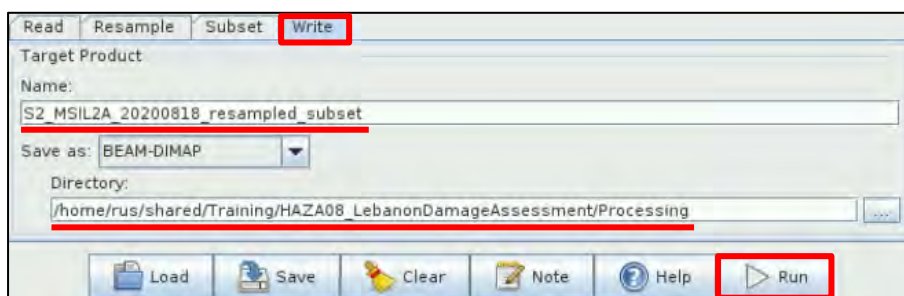 Read Resample Subset Write
Target Product
Name:
S2_MSIL2A_20200818_resampled_subset
Save as: BEAM-DIMAP
Directory:
/home/rus/shared/Training/HAZA08_LebanonDamageAssessment/Processing ...
Load Save Clear Note Help Run